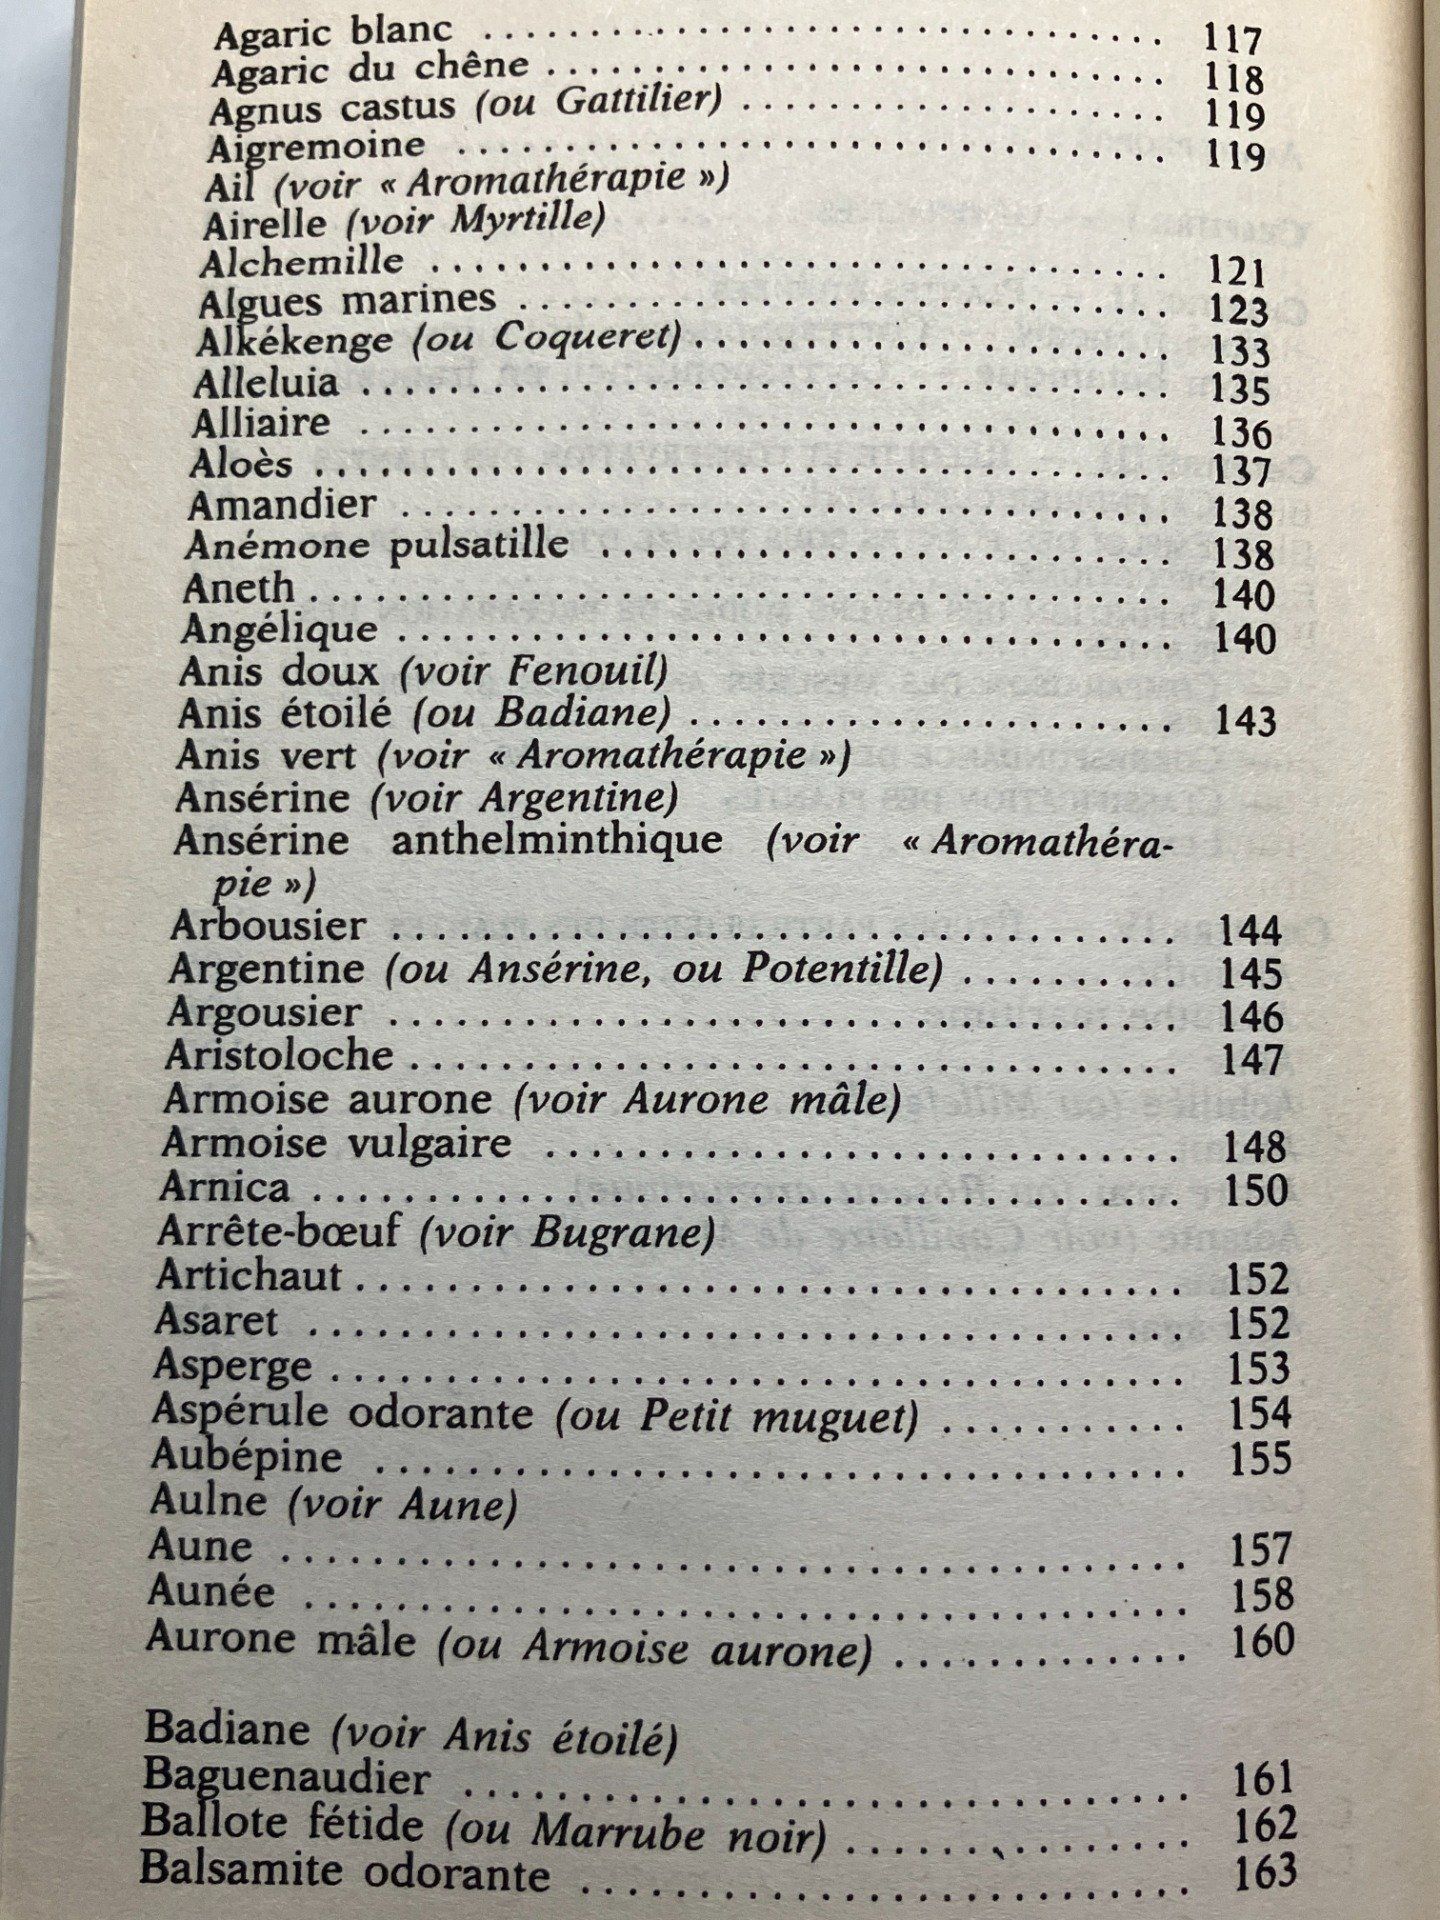 Agaric blanc .............................. 117
Agaric du chêne .............................. 118
Agnus castus (ou Gattilier) .................... 119
Aigremoine .............................. 119
Ail (voir « Aromathérapie »)
Airelle (voir Myrtille)
Alchemille .............................. 121
Algues marines .............................. 123
Alkékenge (ou Coqueret) ........................ 133
Alleluia .............................. 135
Alliaire .............................. 136
Aloès .............................. 137
Amandier .............................. 138
Anémone pulsatille .............................. 138
Aneth .............................. 140
Angélique .............................. 140
Anis doux (voir Fenouil)
Anis étoilé (ou Badiane) ........................ 143
Anis vert (voir « Aromathérapie »)
Ansérine (voir Argentine)
Ansérine anthelminthique (voir « Aromathéra-
pie »)
Arbousier .............................. 144
Argentine (ou Ansérine, ou Potentille) .......... 145
Argousier .............................. 146
Aristoloche .............................. 147
Armoise aurone (voir Aurone mâle)
Armoise vulgaire .............................. 148
Arnica .............................. 150
Arrête-bœuf (voir Bugrane)
Artichaut .............................. 152
Asaret .............................. 152
Asperge .............................. 153
Aspérule odorante (ou Petit muguet) ........... 154
Aubépine .............................. 155
Aulne (voir Aune)
Aune .............................. 157
Aunée .............................. 158
Aurone mâle (ou Armoise aurone) ............. 160
Badiane (voir Anis étoilé)
Baguenaudier .............................. 161
Ballote fétide (ou Marrube noir) ................ 162
Balsamite odorante .............................. 163